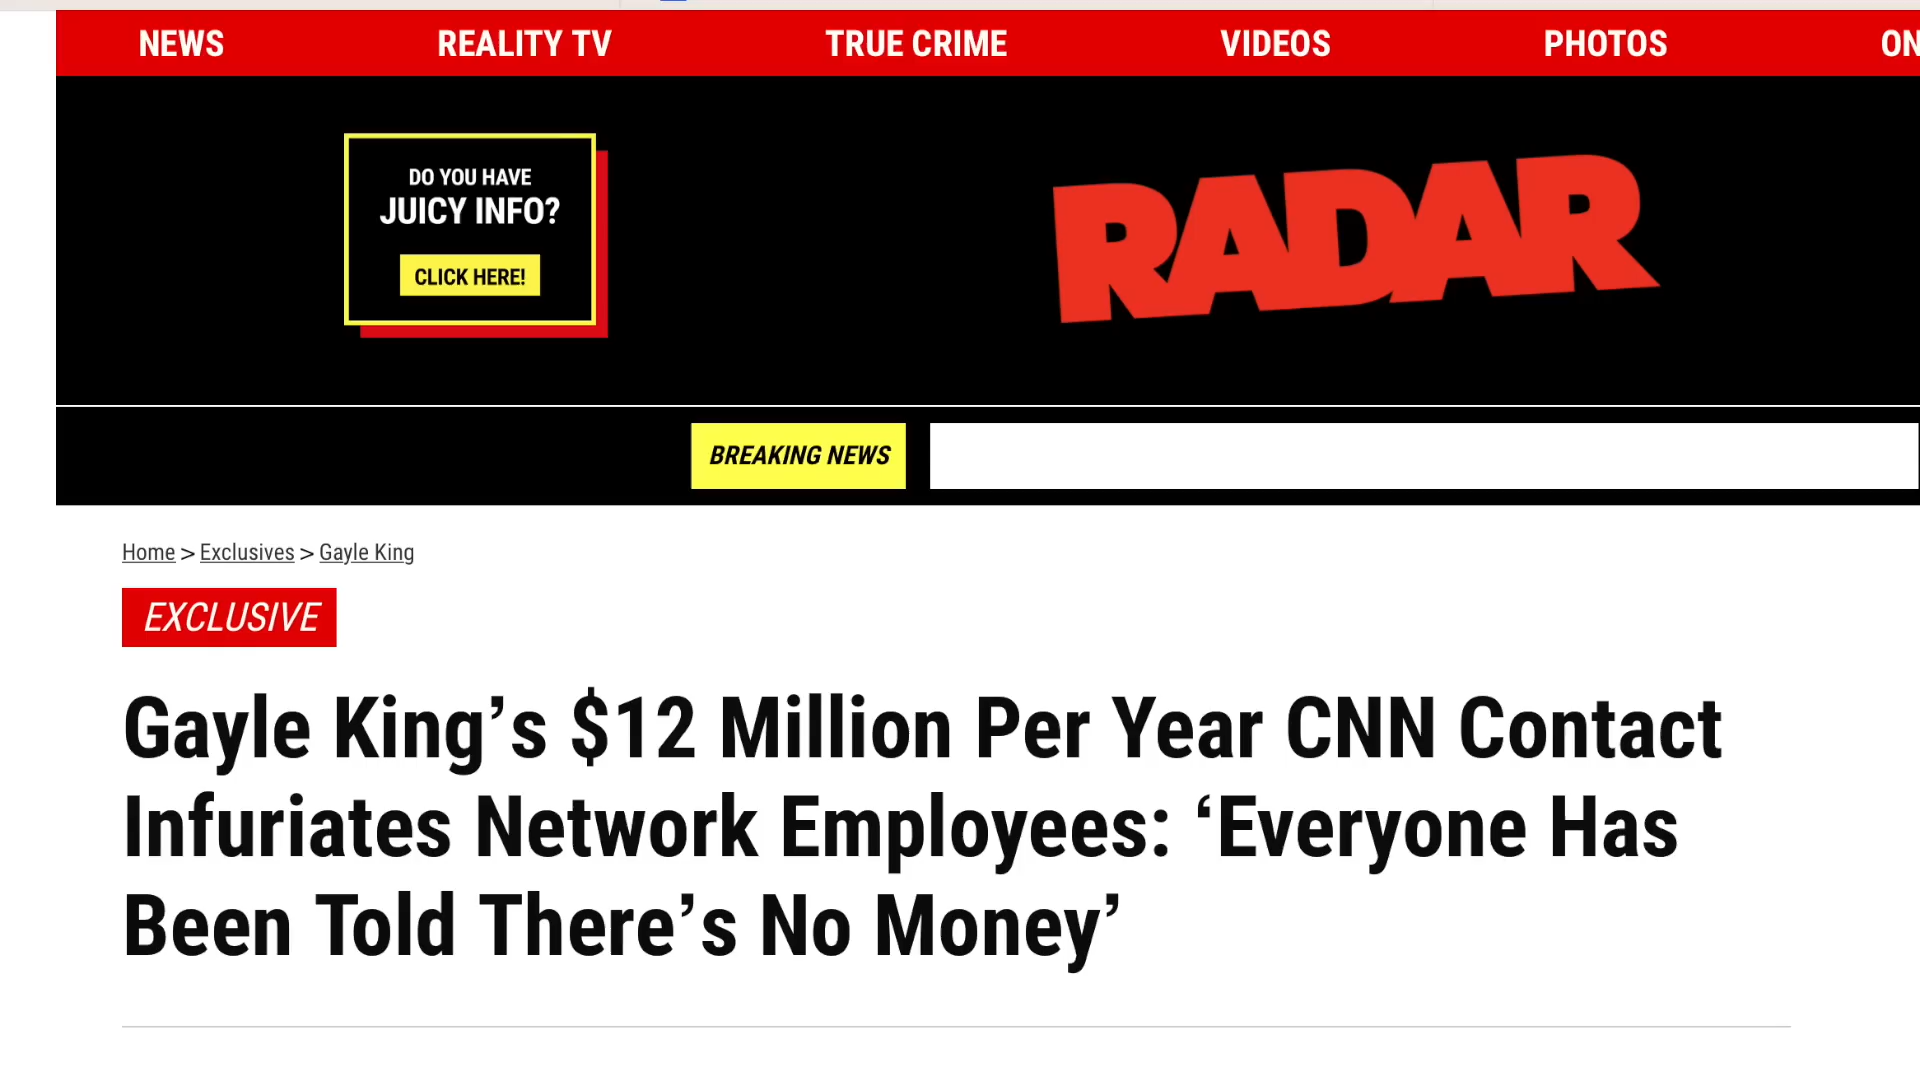 NEWS REALITY TV TRUE CRIME VIDEOS PHOTOS ON
DO YOU HAVE
JUICY INFO?
CLICK HERE!
RADAR
BREAKING NEWS
Home > Exclusives > Gayle King
EXCLUSIVE
Gayle King’s $12 Million Per Year CNN Contact
Infuriates Network Employees: ‘Everyone Has
Been Told There’s No Money’